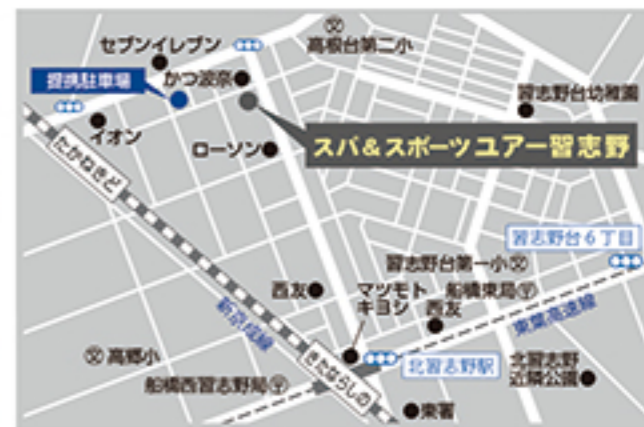 セブンイレブン
高根台第二小
提携駐車場
かつ波奈
習志野台幼稚園
イオン
ローソン
スパ&スポーツユアー習志野
たかねきど
習志野台6丁目
習志野台第一小
西友
マツモト
キヨシ
船橋東局
西友
東葉高速線
新京成線
高郷小
北習志野駅
北習志野
近隣公園
船橋西習志野局
きたならしの
東署